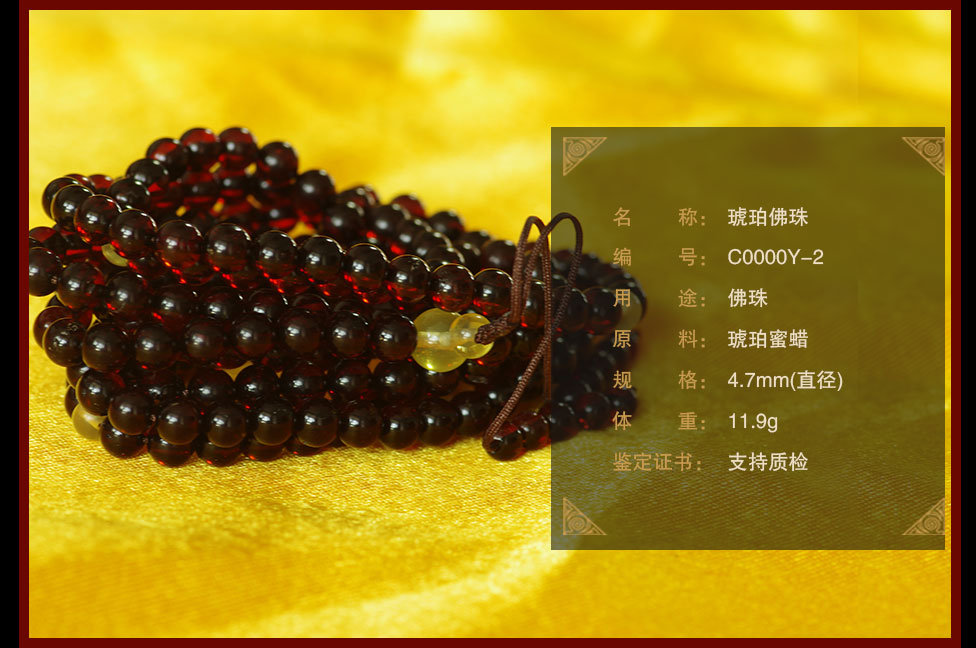 名 称：琥珀佛珠
编 号：C0000Y-2
用 途：佛珠
原 料：琥珀蜜蜡
规 格：4.7mm(直径)
体 重：11.9g
鉴定证书：支持质检